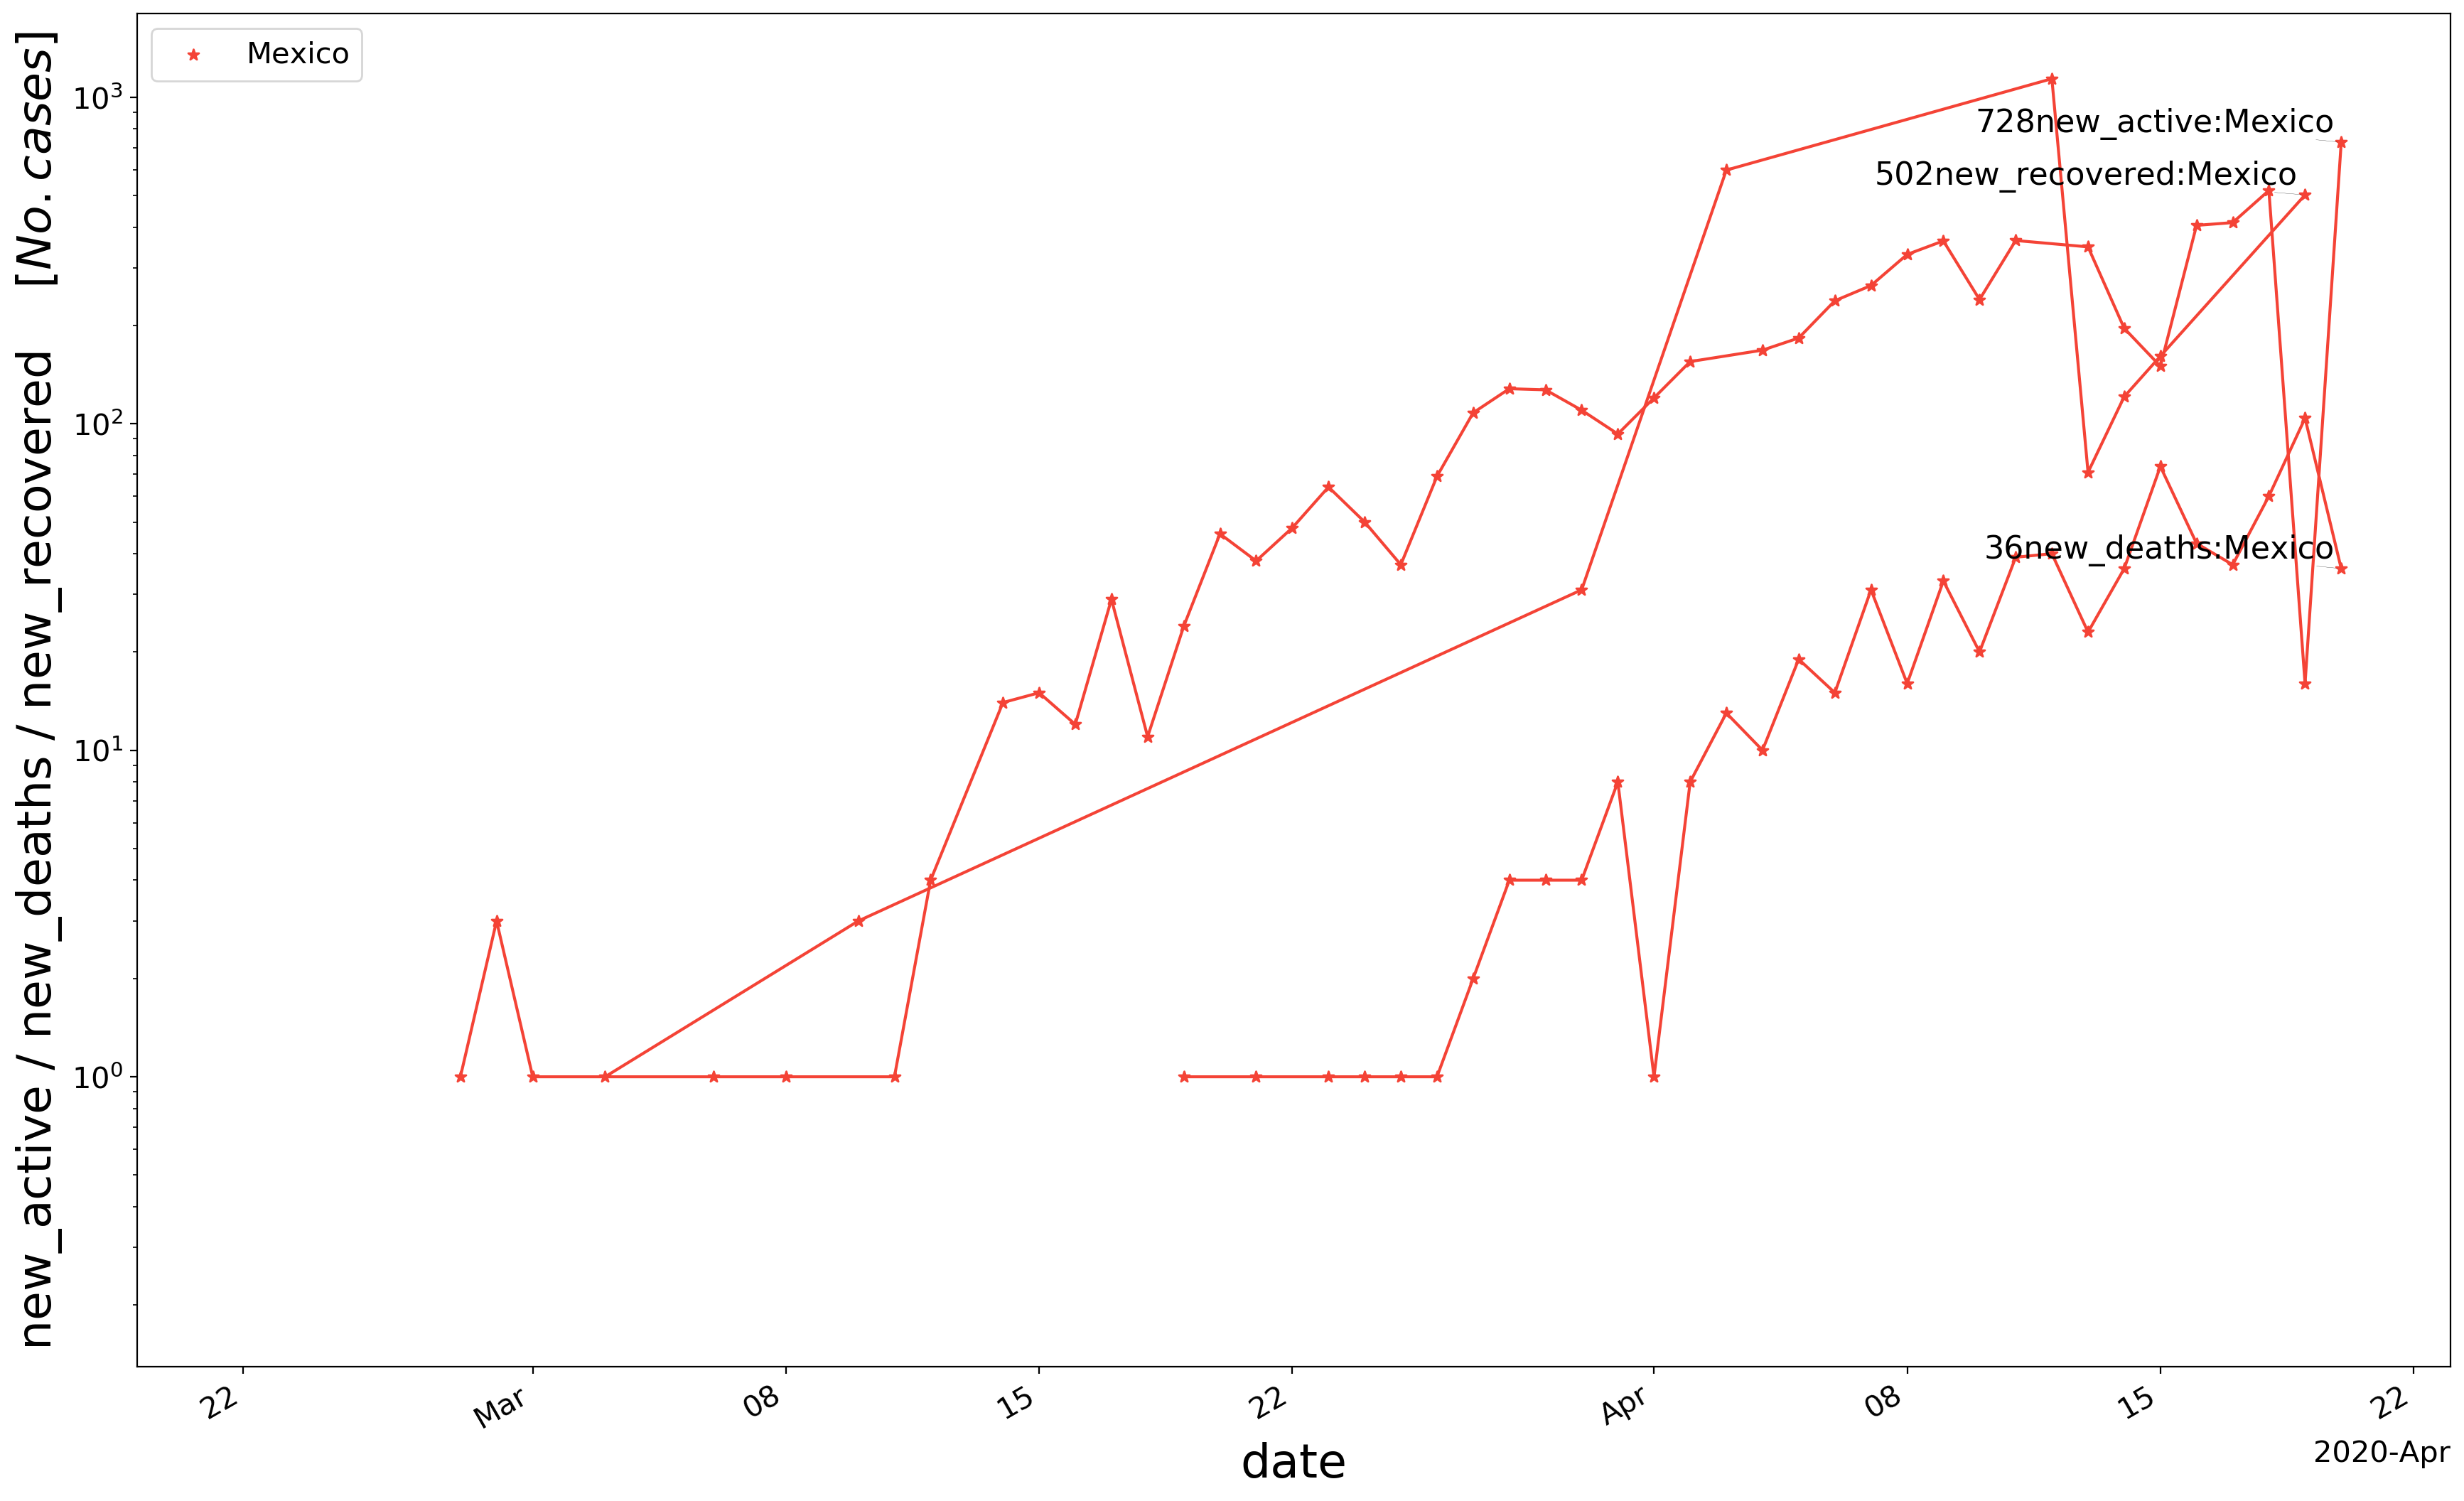 Mexico
new_active / new_deaths / new_recovered [No. cases]
10³
10²
10¹
10⁰
728new_active:Mexico
502new_recovered:Mexico
36new_deaths:Mexico
22
Mar
08
15
22
Apr
08
15
22
date
2020-Apr